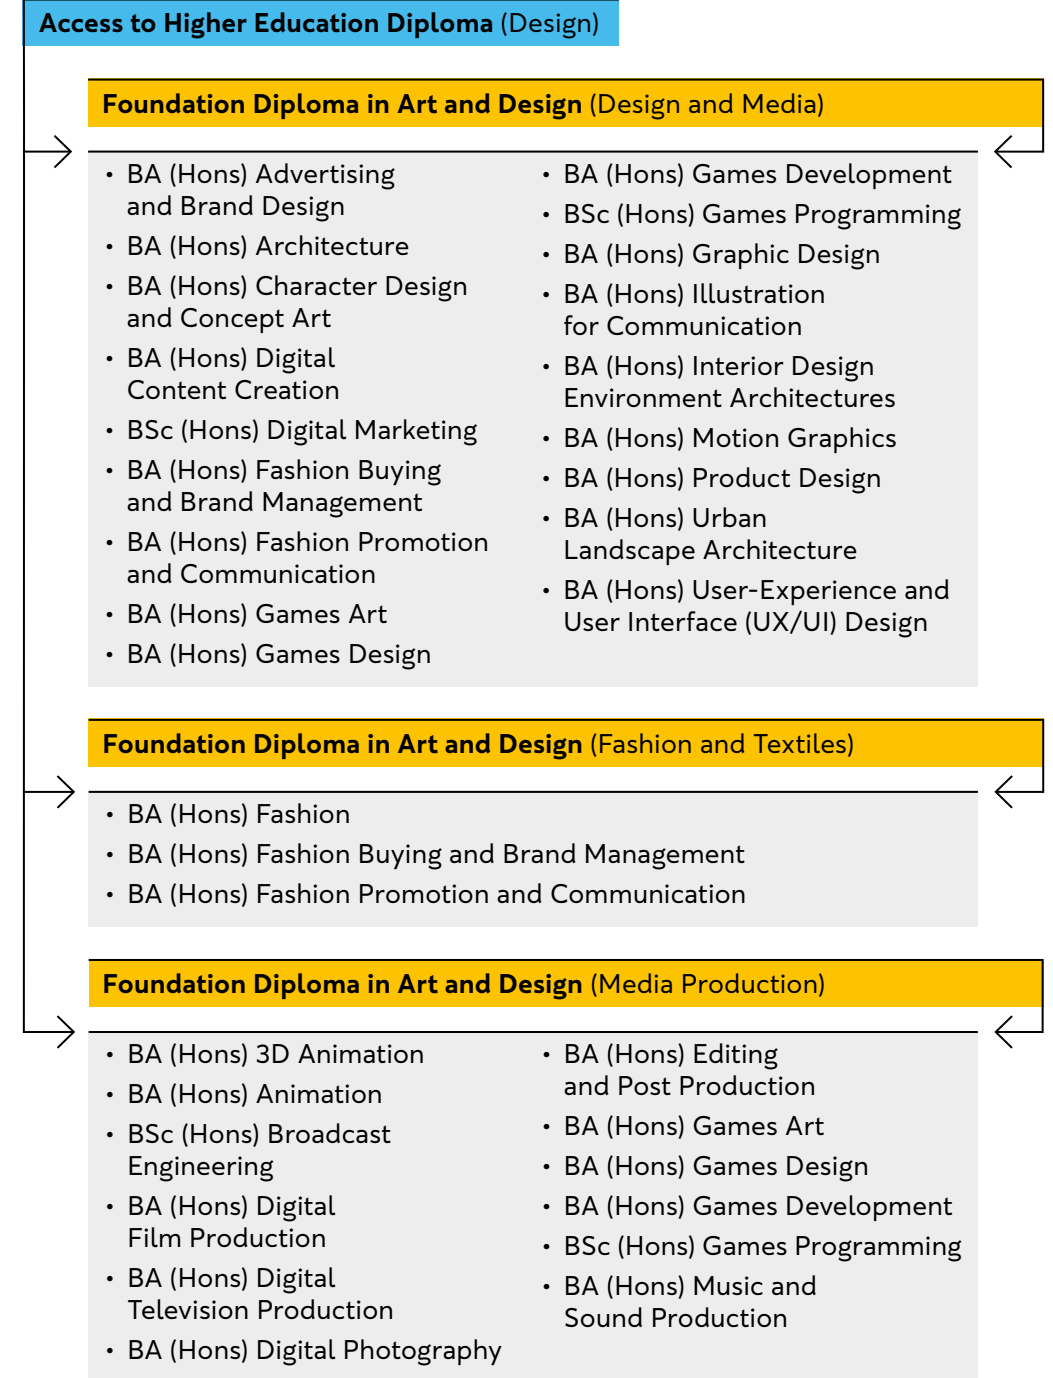 Access to Higher Education Diploma (Design)
Foundation Diploma in Art and Design (Design and Media)
• BA (Hons) Advertising
and Brand Design
• BA (Hons) Architecture
• BA (Hons) Character Design
and Concept Art
• BA (Hons) Digital
Content Creation
• BSc (Hons) Digital Marketing
• BA (Hons) Fashion Buying
and Brand Management
• BA (Hons) Fashion Promotion
and Communication
• BA (Hons) Games Art
• BA (Hons) Games Design
• BA (Hons) Games Development
• BSc (Hons) Games Programming
• BA (Hons) Graphic Design
• BA (Hons) Illustration
for Communication
• BA (Hons) Interior Design
Environment Architectures
• BA (Hons) Motion Graphics
• BA (Hons) Product Design
• BA (Hons) Urban
Landscape Architecture
• BA (Hons) User-Experience and
User Interface (UX/UI) Design
Foundation Diploma in Art and Design (Fashion and Textiles)
• BA (Hons) Fashion
• BA (Hons) Fashion Buying and Brand Management
• BA (Hons) Fashion Promotion and Communication
Foundation Diploma in Art and Design (Media Production)
• BA (Hons) 3D Animation
• BA (Hons) Animation
• BSc (Hons) Broadcast
Engineering
• BA (Hons) Digital
Film Production
• BA (Hons) Digital
Television Production
• BA (Hons) Digital Photography
• BA (Hons) Editing
and Post Production
• BA (Hons) Games Art
• BA (Hons) Games Design
• BA (Hons) Games Development
• BSc (Hons) Games Programming
• BA (Hons) Music and
Sound Production